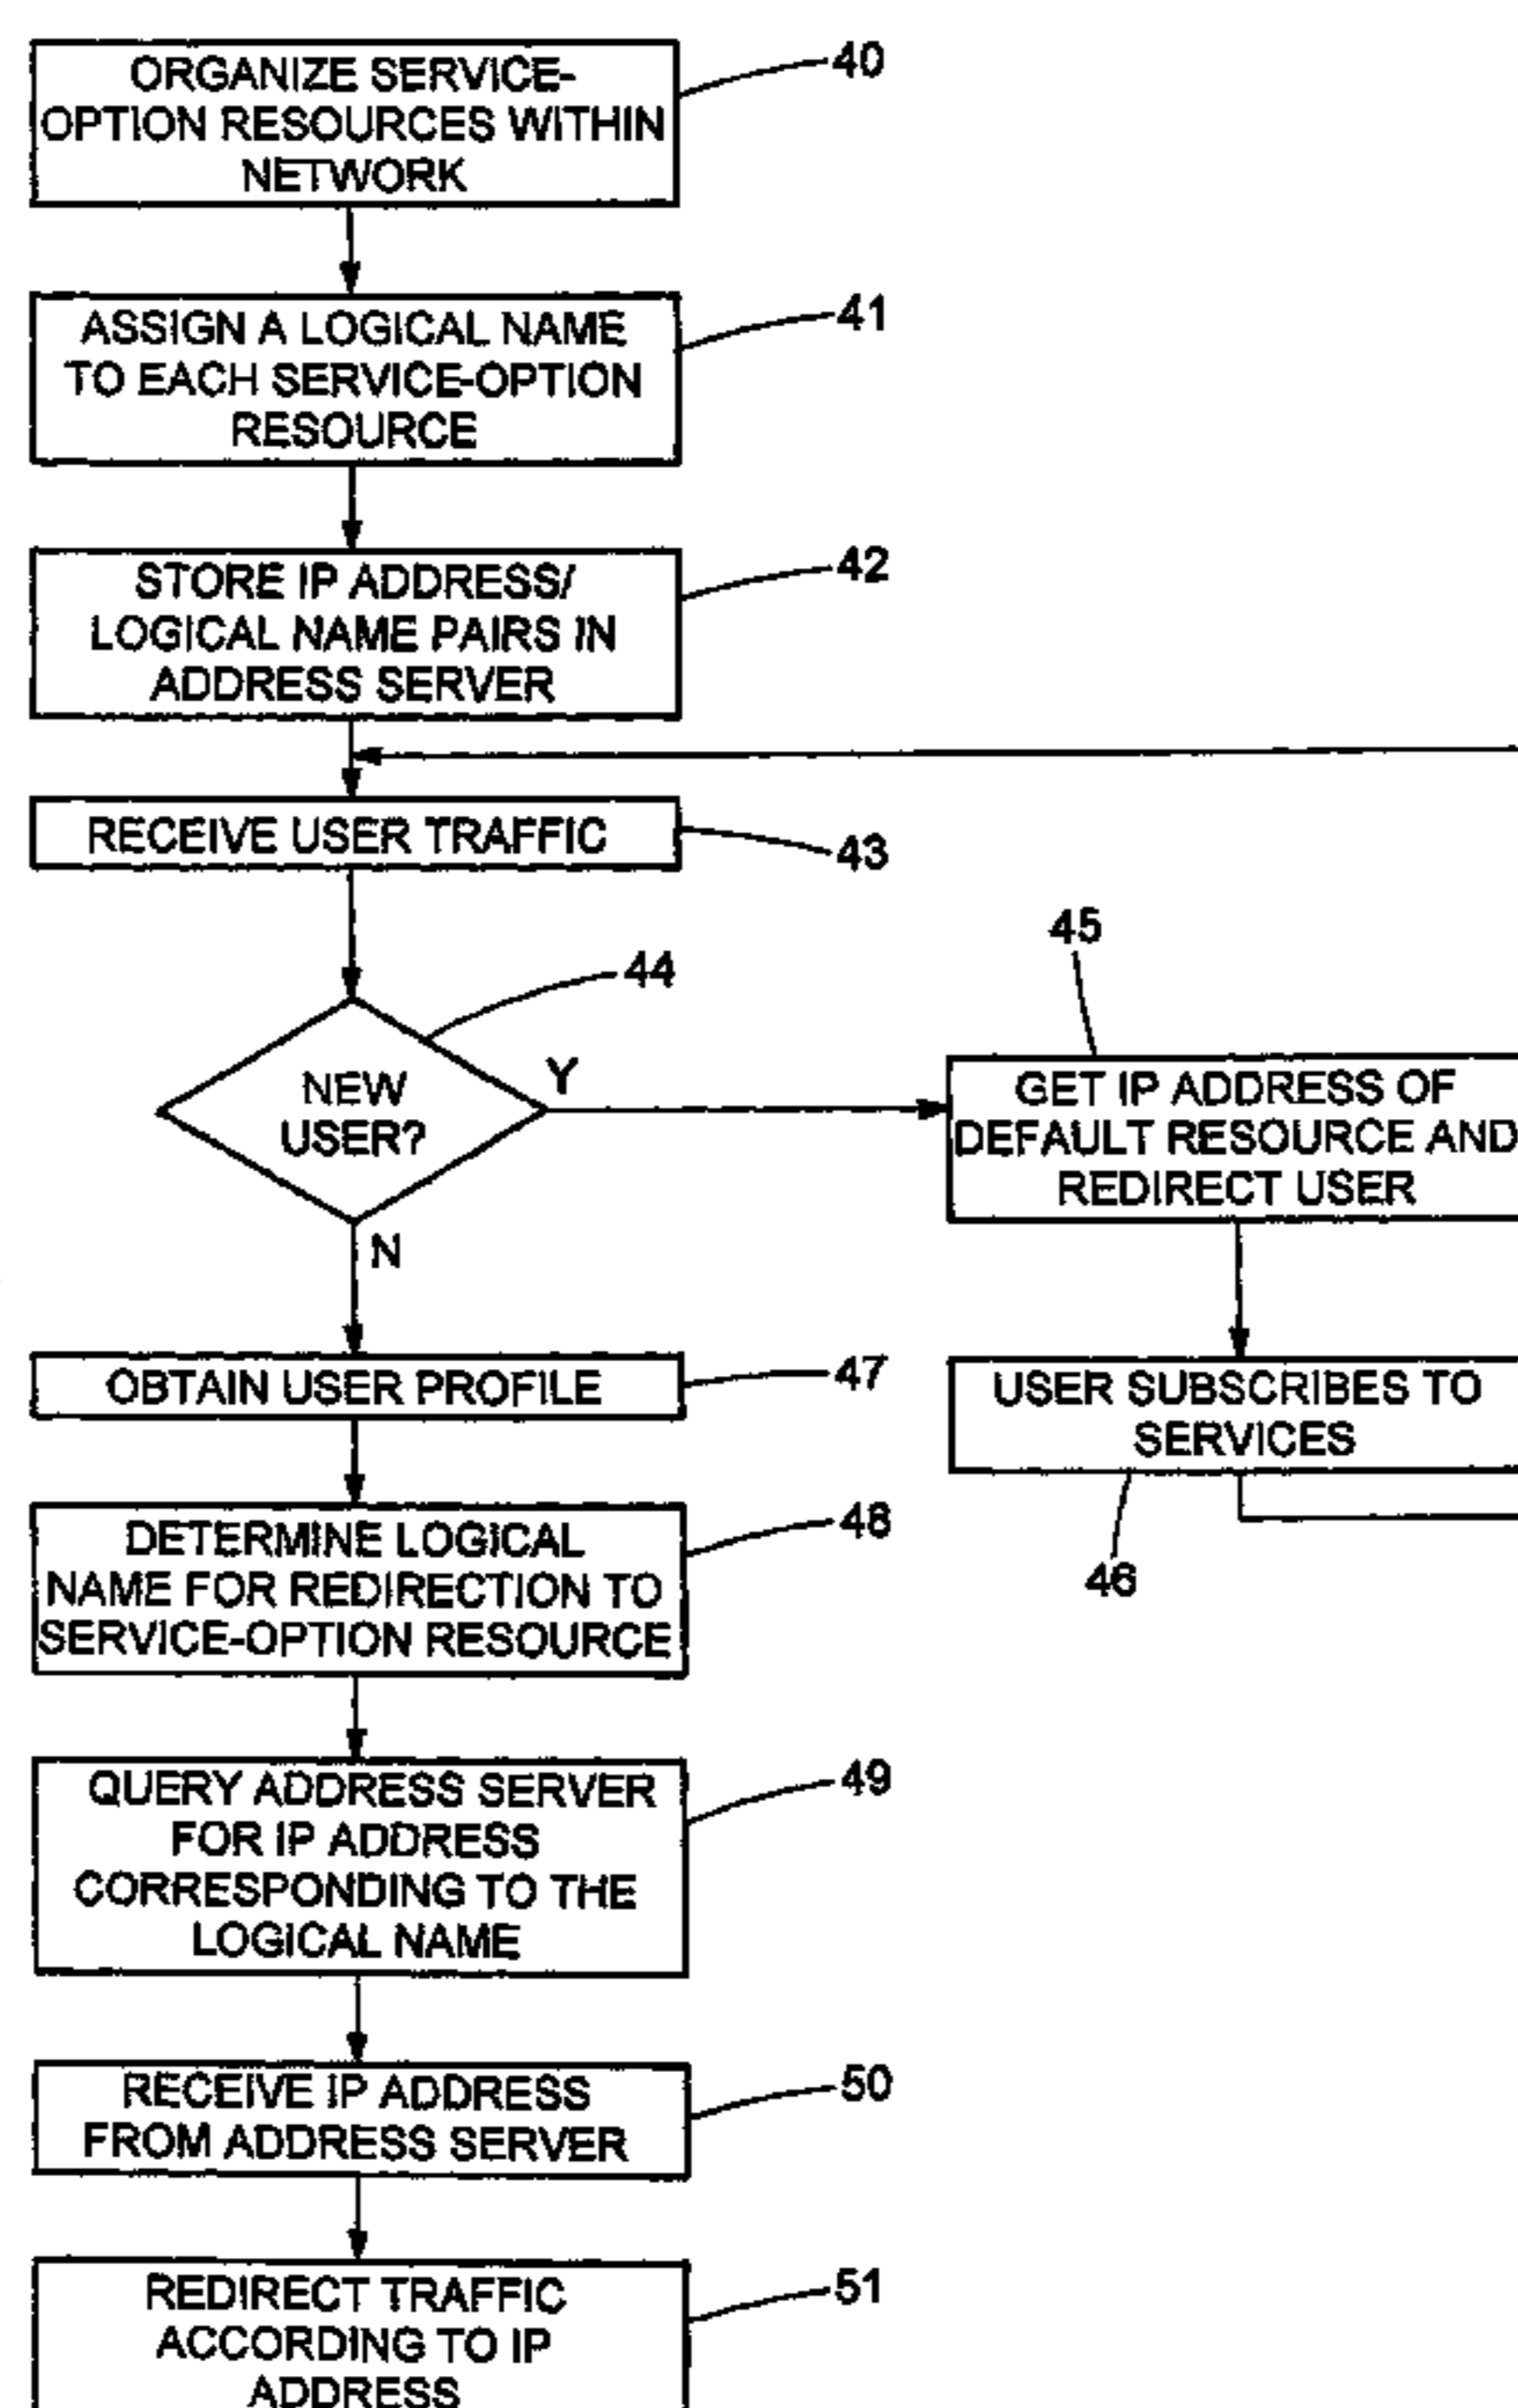 ORGANIZE SERVICE-
OPTION RESOURCES WITHIN
NETWORK
40
ASSIGN A LOGICAL NAME
TO EACH SERVICE-OPTION
RESOURCE
41
STORE IP ADDRESS/
LOGICAL NAME PAIRS IN
ADDRESS SERVER
42
RECEIVE USER TRAFFIC
43
44
NEW
USER?
Y
N
45
GET IP ADDRESS OF
DEFAULT RESOURCE AND
REDIRECT USER
USER SUBSCRIBES TO
SERVICES
46
OBTAIN USER PROFILE
47
DETERMINE LOGICAL
NAME FOR REDIRECTION TO
SERVICE-OPTION RESOURCE
48
QUERY ADDRESS SERVER
FOR IP ADDRESS
CORRESPONDING TO THE
LOGICAL NAME
49
RECEIVE IP ADDRESS
FROM ADDRESS SERVER
50
REDIRECT TRAFFIC
ACCORDING TO IP
ADDRESS
51